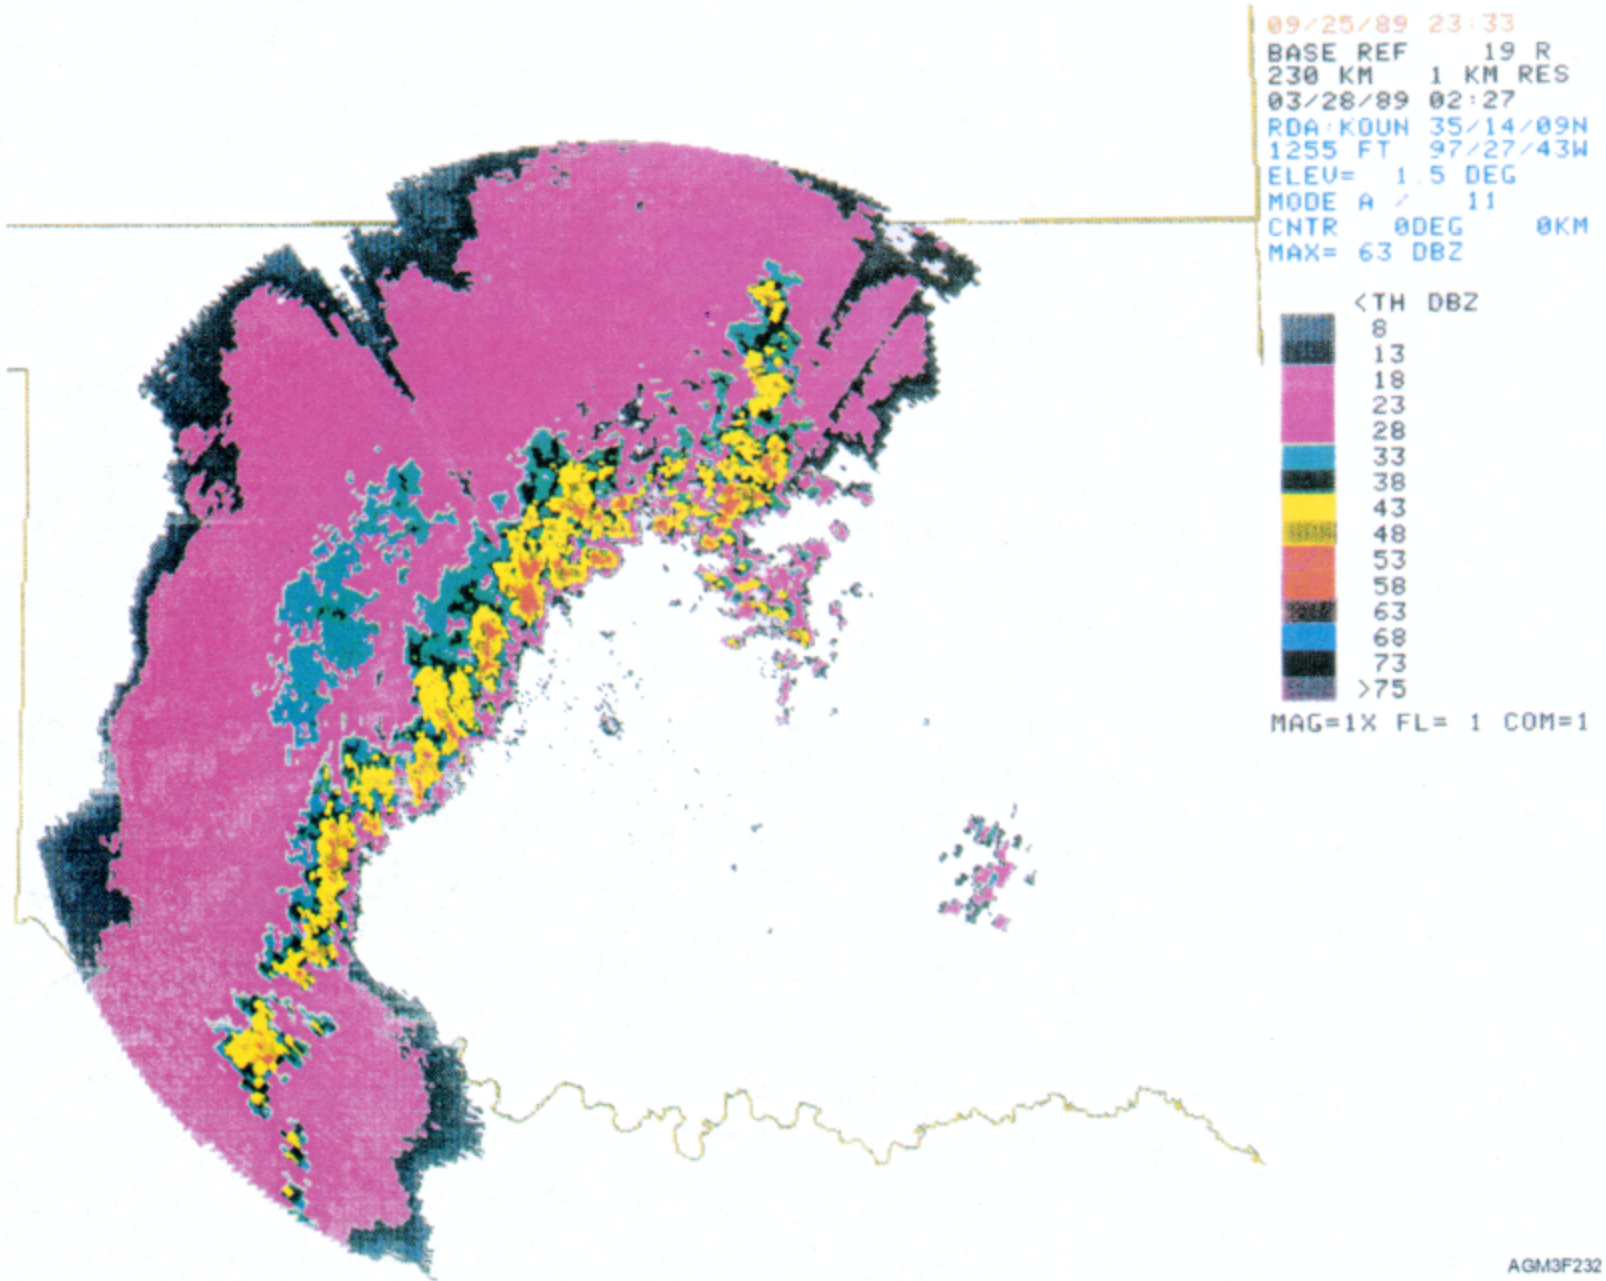 09/25/89 23:33
BASE REF 19 R
230 KM 1 KM RES
03/28/89 02:27
RDA:KOUN 35/14/09N
1255 FT 97/27/43W
ELEV= 1.5 DEG
MODE A / 11
CNTR 0DEG 0KM
MAX= 63 DBZ
<TH DBZ
8
13
18
23
28
33
38
43
48
53
58
63
68
73
>75
MAG=1X FL= 1 COM=1
AGM3F232